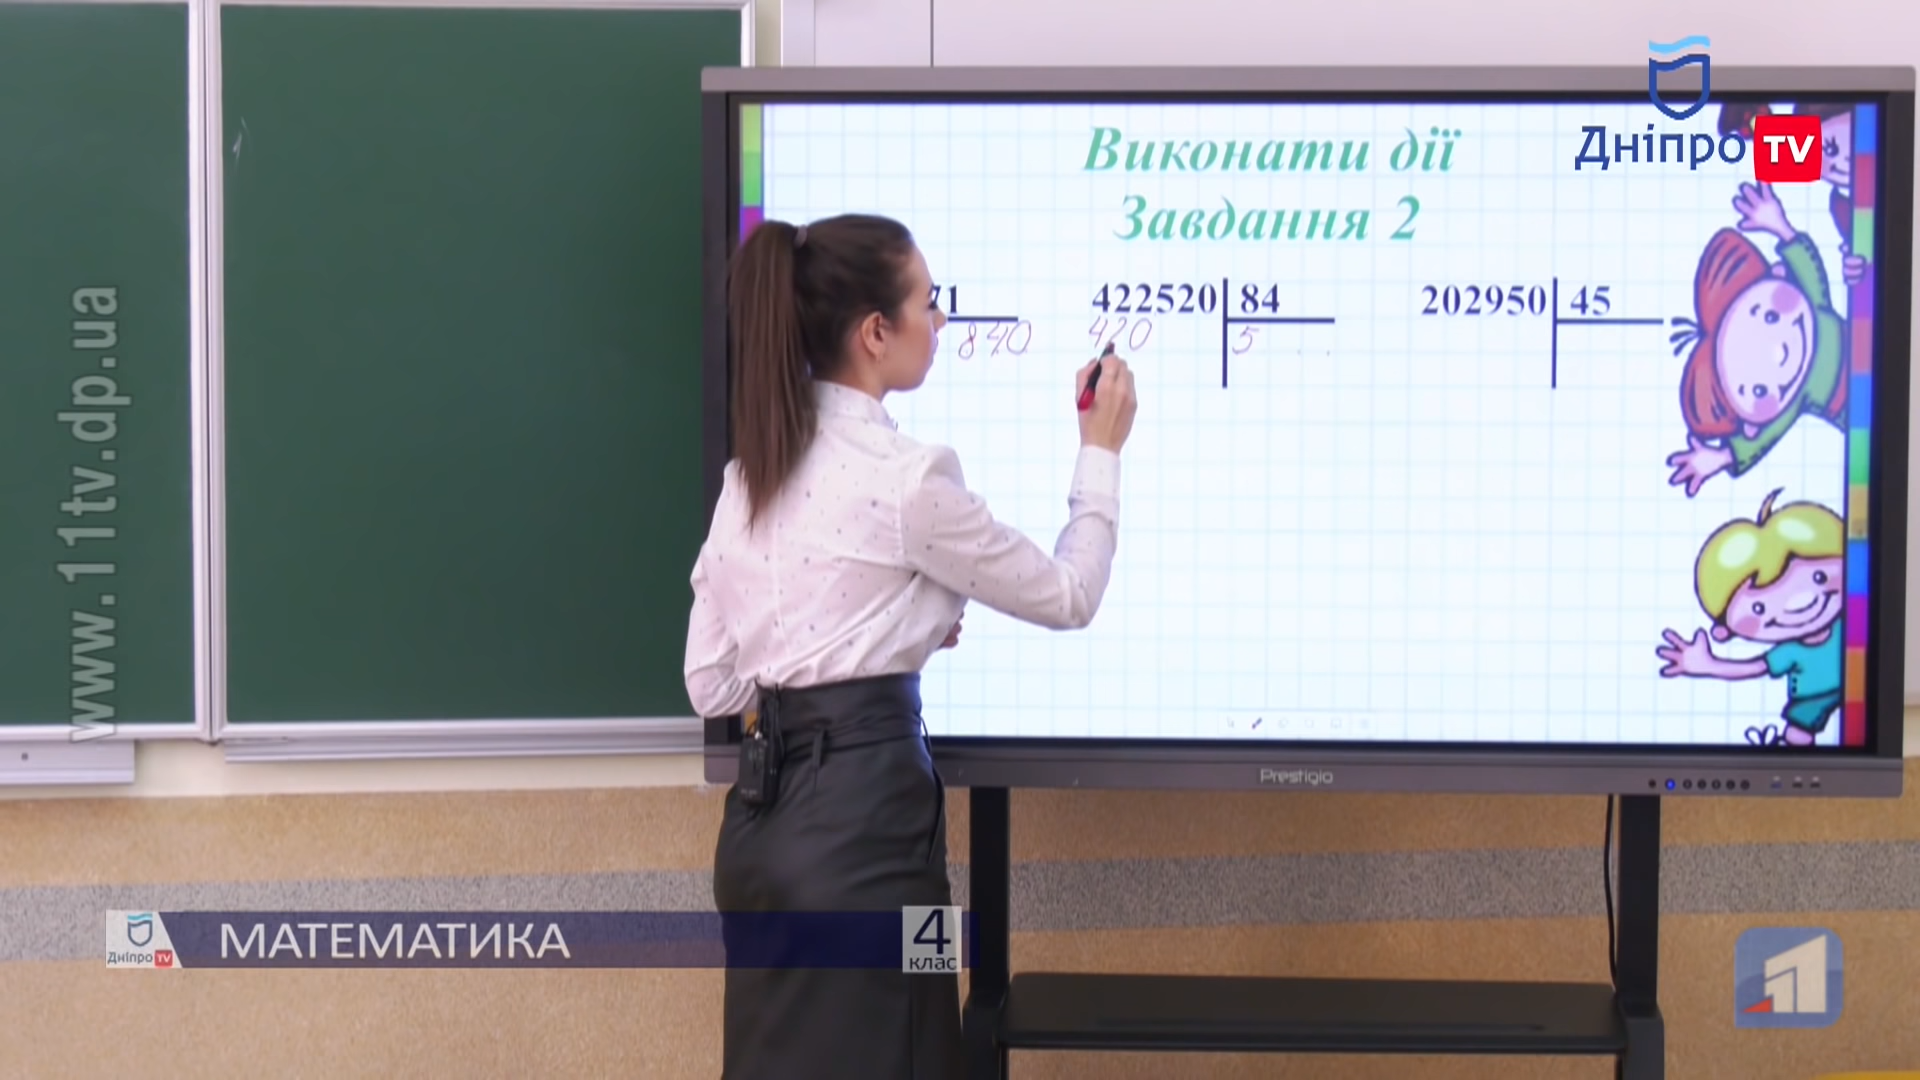 Дніпро TV
Виконати дії
Завдання 2
71
840
422520 84
420 5
202950 45
www.11tv.dp.ua
Prestigio
Дніпро TV
МАТЕМАТИКА
4
клас
11